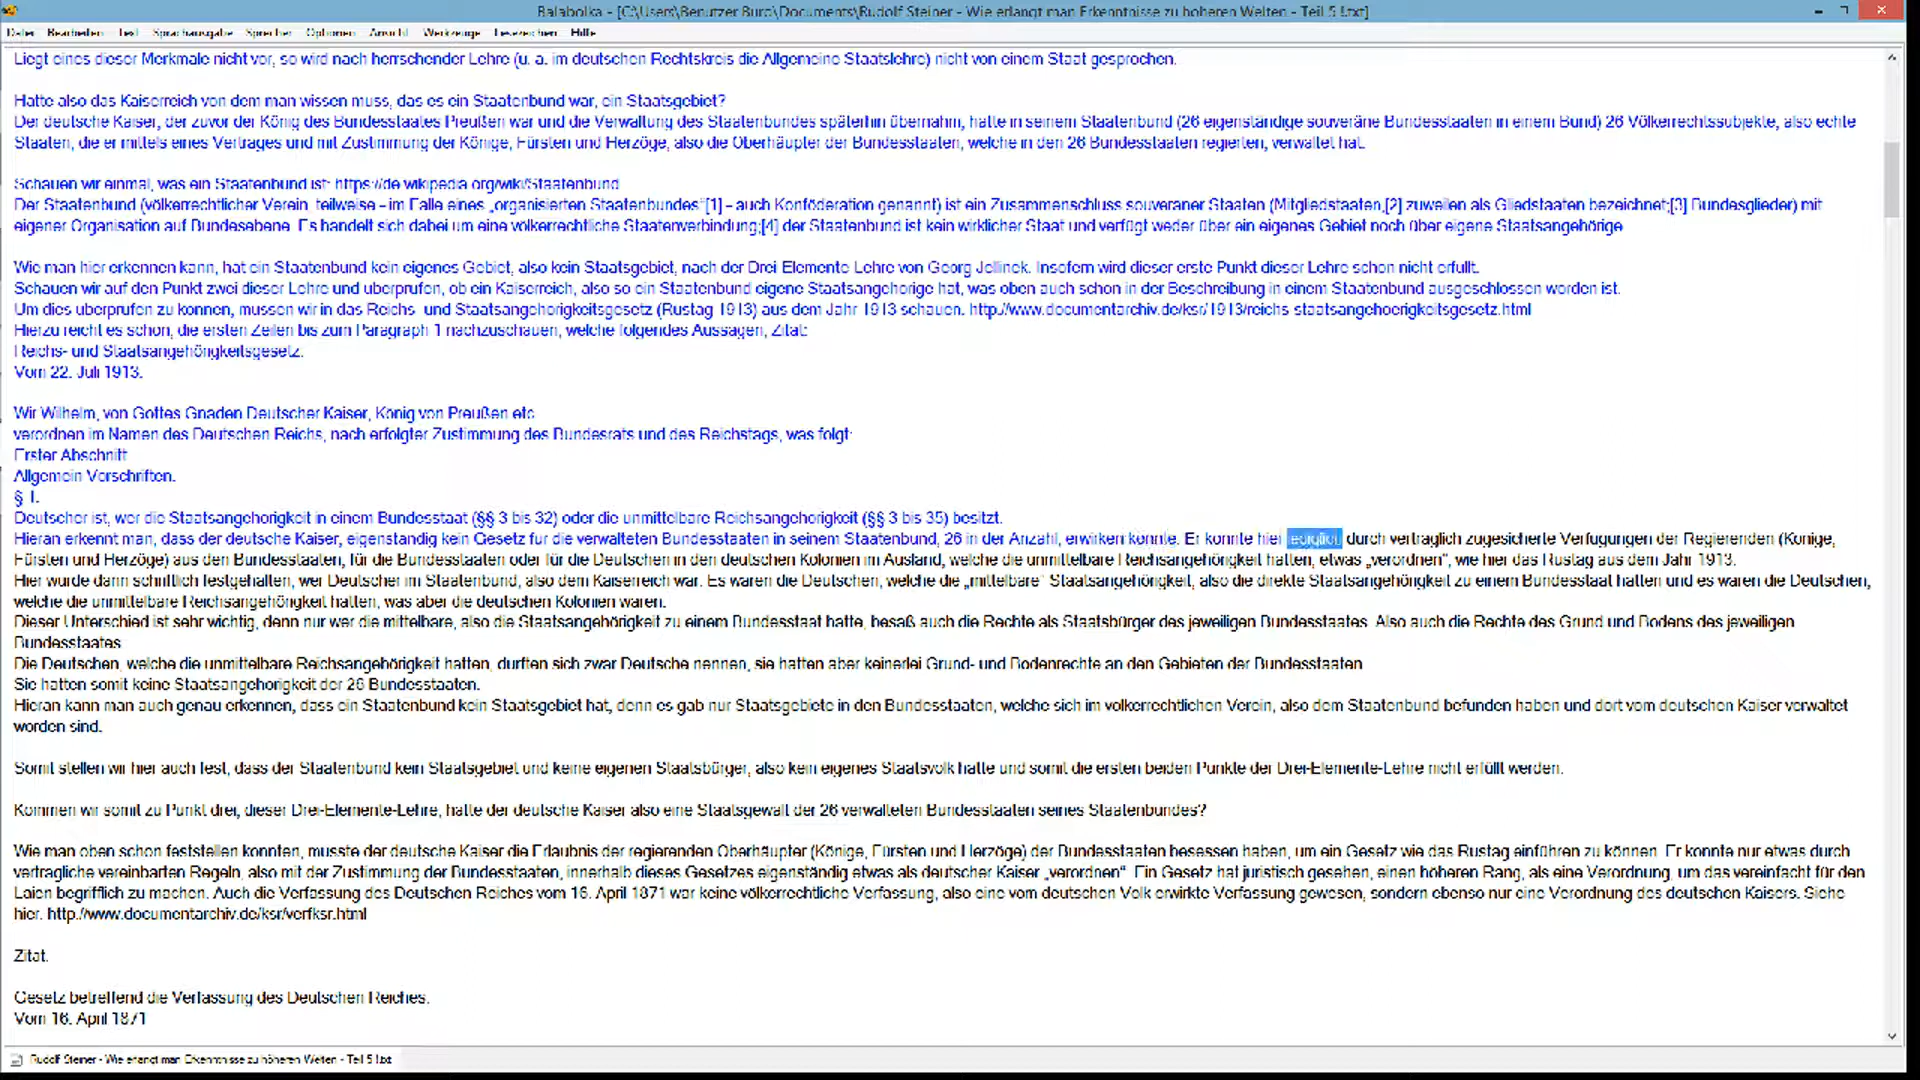 Balabolka - [C:\Users\Benutzer Büro\Documents\Rudolf Steiner - Wie erlangt man Erkenntnisse zu höheren Welten - Teil 5 !.txt]
Datei Bearbeiten Text Sprachausgabe Sprecher Optionen Ansicht Werkzeuge Lesezeichen Hilfe
Liegt eines dieser Merkmale nicht vor, so wird nach herrschender Lehre (u. a. im deutschen Rechtskreis die Allgemeine Staatslehre) nicht von einem Staat gesprochen.
Hatte also das Kaiserreich von dem man wissen muss, das es ein Staatenbund war, ein Staatsgebiet?
Der deutsche Kaiser, der zuvor der König des Bundesstaates Preußen war und die Verwaltung des Staatenbundes späterhin übernahm, hatte in seinem Staatenbund (26 eigenständige souveräne Bundesstaaten in einem Bund) 26 Völkerrechtssubjekte, also echte
Staaten, die er mittels eines Vertrages und mit Zustimmung der Könige, Fürsten und Herzöge, also die Oberhäupter der Bundesstaaten, welche in den 26 Bundesstaaten regierten, verwaltet hat.
Schauen wir einmal, was ein Staatenbund ist: https://de.wikipedia.org/wiki/Staatenbund
Der Staatenbund (völkerrechtlicher Verein, teilweise – im Falle eines „organisierten Staatenbundes“[1] – auch Konföderation genannt) ist ein Zusammenschluss souveräner Staaten (Mitgliedstaaten,[2] zuweilen als Gliedstaaten bezeichnet;[3] Bundesglieder) mit
eigener Organisation auf Bundesebene. Es handelt sich dabei um eine völkerrechtliche Staatenverbindung;[4] der Staatenbund ist kein wirklicher Staat und verfügt weder über ein eigenes Gebiet noch über eigene Staatsangehörige.
Wie man hier erkennen kann, hat ein Staatenbund kein eigenes Gebiet, also kein Staatsgebiet, nach der Drei Elemente Lehre von Georg Jellinek. Insofern wird dieser erste Punkt dieser Lehre schon nicht erfüllt.
Schauen wir auf den Punkt zwei dieser Lehre und überprüfen, ob ein Kaiserreich, also so ein Staatenbund eigene Staatsangehörige hat, was oben auch schon in der Beschreibung in einem Staatenbund ausgeschlossen worden ist.
Um dies überprüfen zu können, müssen wir in das Reichs- und Staatsangehörigkeitsgesetz (Rustag 1913) aus dem Jahr 1913 schauen. http://www.documentarchiv.de/ksr/1913/reichs-staatsangehoerigkeitsgesetz.html
Hierzu reicht es schon, die ersten Zeilen bis zum Paragraph 1 nachzuschauen, welche folgendes Aussagen, Zitat:
Reichs- und Staatsangehörigkeitsgesetz.
Vom 22. Juli 1913.
Wir Wilhelm, von Gottes Gnaden Deutscher Kaiser, König von Preußen etc.
verordnen im Namen des Deutschen Reichs, nach erfolgter Zustimmung des Bundesrats und des Reichstags, was folgt:
Erster Abschnitt
Allgemein Vorschriften.
§ 1.
Deutscher ist, wer die Staatsangehörigkeit in einem Bundesstaat (§§ 3 bis 32) oder die unmittelbare Reichsangehörigkeit (§§ 3 bis 35) besitzt.
Hieran erkennt man, dass der deutsche Kaiser, eigenständig kein Gesetz für die verwalteten Bundesstaaten in seinem Staatenbund, 26 in der Anzahl, erwirken konnte. Er konnte hier lediglich durch vertraglich zugesicherte Verfügungen der Regierenden (Könige,
Fürsten und Herzöge) aus den Bundesstaaten, für die Bundesstaaten oder für die Deutschen in den deutschen Kolonien im Ausland, welche die unmittelbare Reichsangehörigkeit hatten, etwas „verordnen“, wie hier das Rustag aus dem Jahr 1913.
Hier wurde dann schriftlich festgehalten, wer Deutscher im Staatenbund, also dem Kaiserreich war. Es waren die Deutschen, welche die „mittelbare“ Staatsangehörigkeit, also die direkte Staatsangehöngkeit zu einem Bundesstaat hatten und es waren die Deutschen,
welche die unmittelbare Reichsangehörigkeit hatten, was aber die deutschen Kolonien waren.
Dieser Unterschied ist sehr wichtig, denn nur wer die mittelbare, also die Staatsangehörigkeit zu einem Bundesstaat hatte, besaß auch die Rechte als Staatsbürger des jeweiligen Bundesstaates. Also auch die Rechte des Grund und Bodens des jeweiligen
Bundesstaates.
Die Deutschen, welche die unmittelbare Reichsangehörigkeit hatten, durften sich zwar Deutsche nennen, sie hatten aber keinerlei Grund- und Bodenrechte an den Gebieten der Bundesstaaten.
Sie hatten somit keine Staatsangehörigkeit der 26 Bundesstaaten.
Hieran kann man auch genau erkennen, dass ein Staatenbund kein Staatsgebiet hat, denn es gab nur Staatsgebiete in den Bundesstaaten, welche sich im völkerrechtlichen Verein, also dem Staatenbund befunden haben und dort vom deutschen Kaiser verwaltet
worden sind.
Somit stellen wir hier auch fest, dass der Staatenbund kein Staatsgebiet und keine eigenen Staatsbürger, also kein eigenes Staatsvolk hatte und somit die ersten beiden Punkte der Drei-Elemente-Lehre nicht erfüllt werden.
Kommen wir somit zu Punkt drei, dieser Drei-Elemente-Lehre, hatte der deutsche Kaiser also eine Staatsgewalt der 26 verwalteten Bundesstaaten seines Staatenbundes?
Wie man oben schon feststellen konnten, musste der deutsche Kaiser die Erlaubnis der regierenden Oberhäupter (Könige, Fürsten und Herzöge) der Bundesstaaten besessen haben, um ein Gesetz wie das Rustag einführen zu können. Er konnte nur etwas durch
vertragliche vereinbarten Regeln, also mit der Zustimmung der Bundesstaaten, innerhalb dieses Gesetzes eigenständig etwas als deutscher Kaiser „verordnen“. Ein Gesetz hat juristisch gesehen, einen höheren Rang, als eine Verordnung, um das vereinfacht für den
Laien begrifflich zu machen. Auch die Verfassung des Deutschen Reiches vom 16. April 1871 war keine völkerrechtliche Verfassung, also eine vom deutschen Volk erwirkte Verfassung gewesen, sondern ebenso nur eine Verordnung des deutschen Kaisers. Siehe
hier: http://www.documentarchiv.de/ksr/verfksr.html
Zitat:
Gesetz betreffend die Verfassung des Deutschen Reiches.
Vom 16. April 1871
Rudolf Steiner - Wie erlangt man Erkenntnisse zu höheren Welten - Teil 5 !.txt